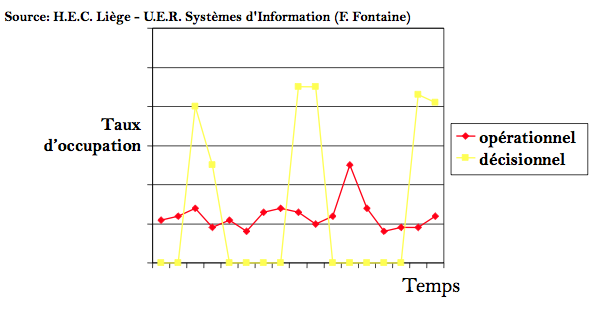 Source: H.E.C. Liège - U.E.R. Systèmes d'Information (F. Fontaine)
Taux
d'occupation
opérationnel
décisionnel
Temps